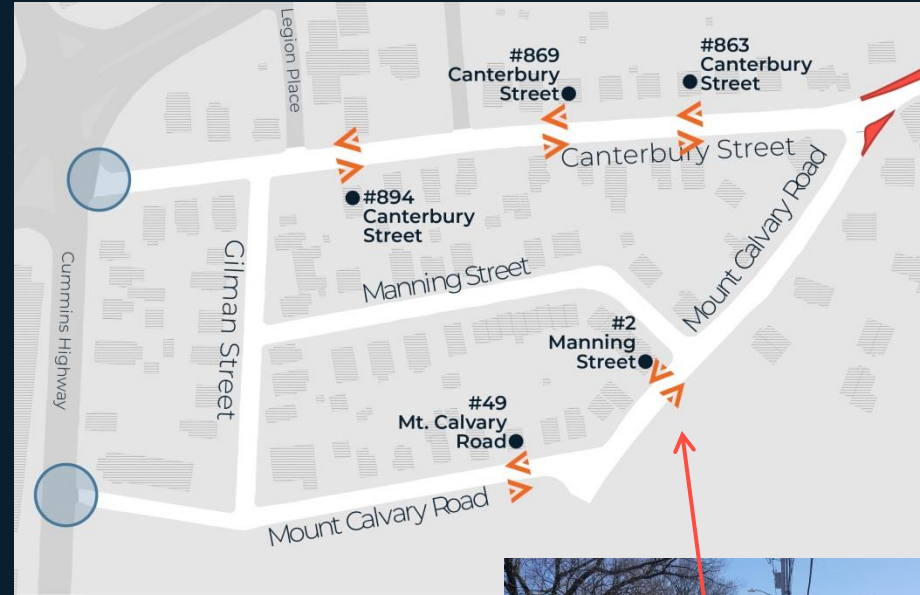 Legion Place
#869
Canterbury
Street
#863
Canterbury
Street
Canterbury Street
#894
Canterbury
Street
Mount Calvary Road
Gilman Street
Cummins Highway
Manning Street
#2
Manning
Street
#49
Mt. Calvary
Road
Mount Calvary Road